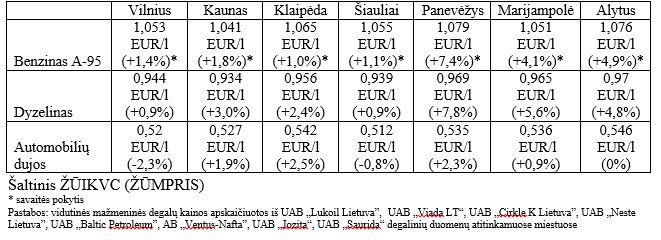 Vilnius Kaunas Klaipėda Šiauliai Panevėžys Marijampolė Alytus
1,053 1,041 1,065 1,055 1,079 1,051 1,076
EUR/l EUR/l EUR/l EUR/l EUR/l EUR/l EUR/l
Benzinas A-95 (+1,4%)* (+1,8%)* (+1,0%)* (+1,1%)* (+7,4%)* (+4,1%)* (+4,9%)*
0,944 0,934 0,956 0,939 0,969 0,965 0,97
EUR/l EUR/l EUR/l EUR/l EUR/l EUR/l EUR/l
Dyzelinas (+0,9%) (+3,0%) (+2,4%) (+0,9%) (+7,8%) (+5,6%) (+4,8%)
0,52 0,527 0,542 0,512 0,535 0,536 0,546
Automobilių EUR/l EUR/l EUR/l EUR/l EUR/l EUR/l EUR/l
dujos (-2,3%) (+1,9%) (+2,5%) (-0,8%) (+2,3%) (+0,9%) (0%)
Šaltinis ŽŪIKVC (ŽŪMPRIS)
* savaitės pokytis
Pastabos: vidutinės mažmeninės degalų kainos apskaičiuotos iš UAB „Lukoil Lietuva”, UAB „Viada LT“, UAB „Cirkle K Lietuva”, UAB „Neste
Lietuva”, UAB „Baltic Petroleum”, AB „Ventus-Nafta”, UAB „Jozita“, UAB „Saurida” degalinių duomenų atitinkamuose miestuose